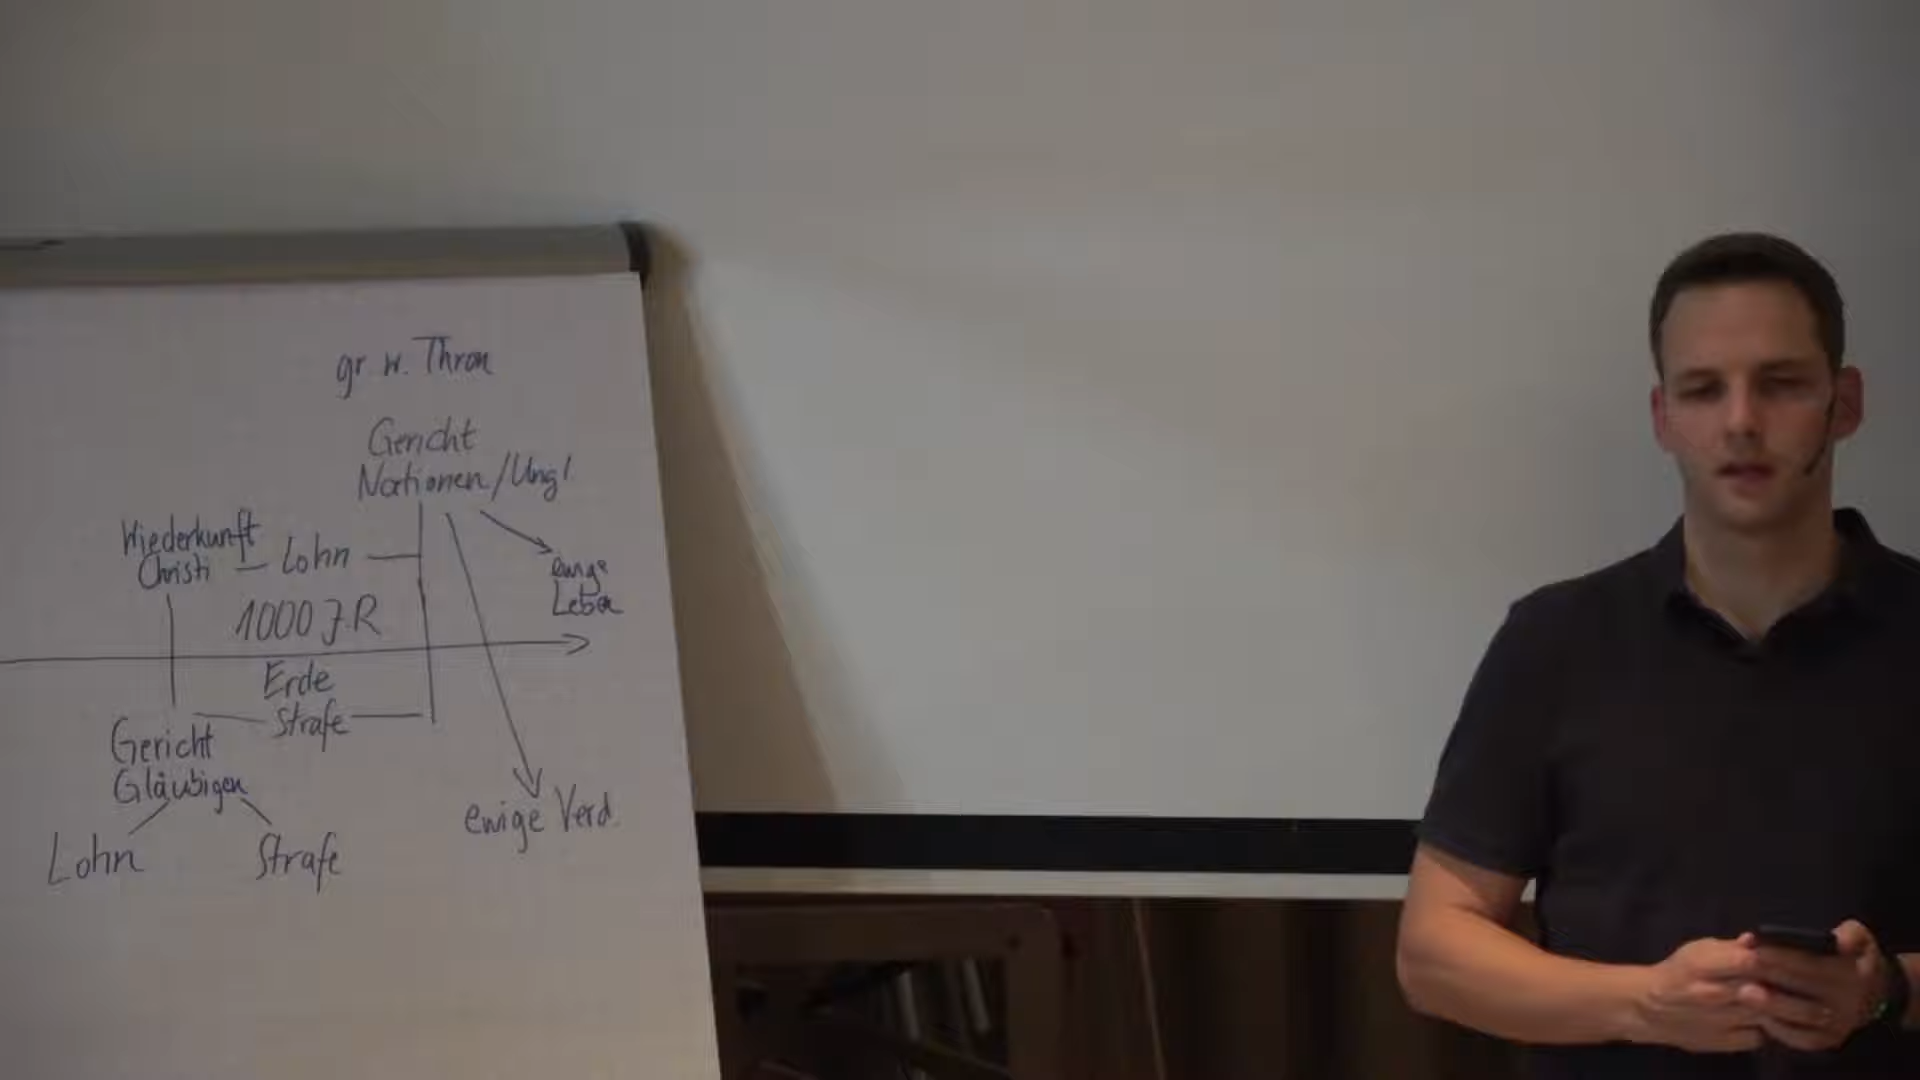 gr. w. Thron
Gericht
Nationen/Ungl.
Wiederkunft
Christi
Lohn
ewige
Leben
1000 J.R
Erde
Strafe
Gericht
Gläubigen
ewige Verd.
Lohn
Strafe